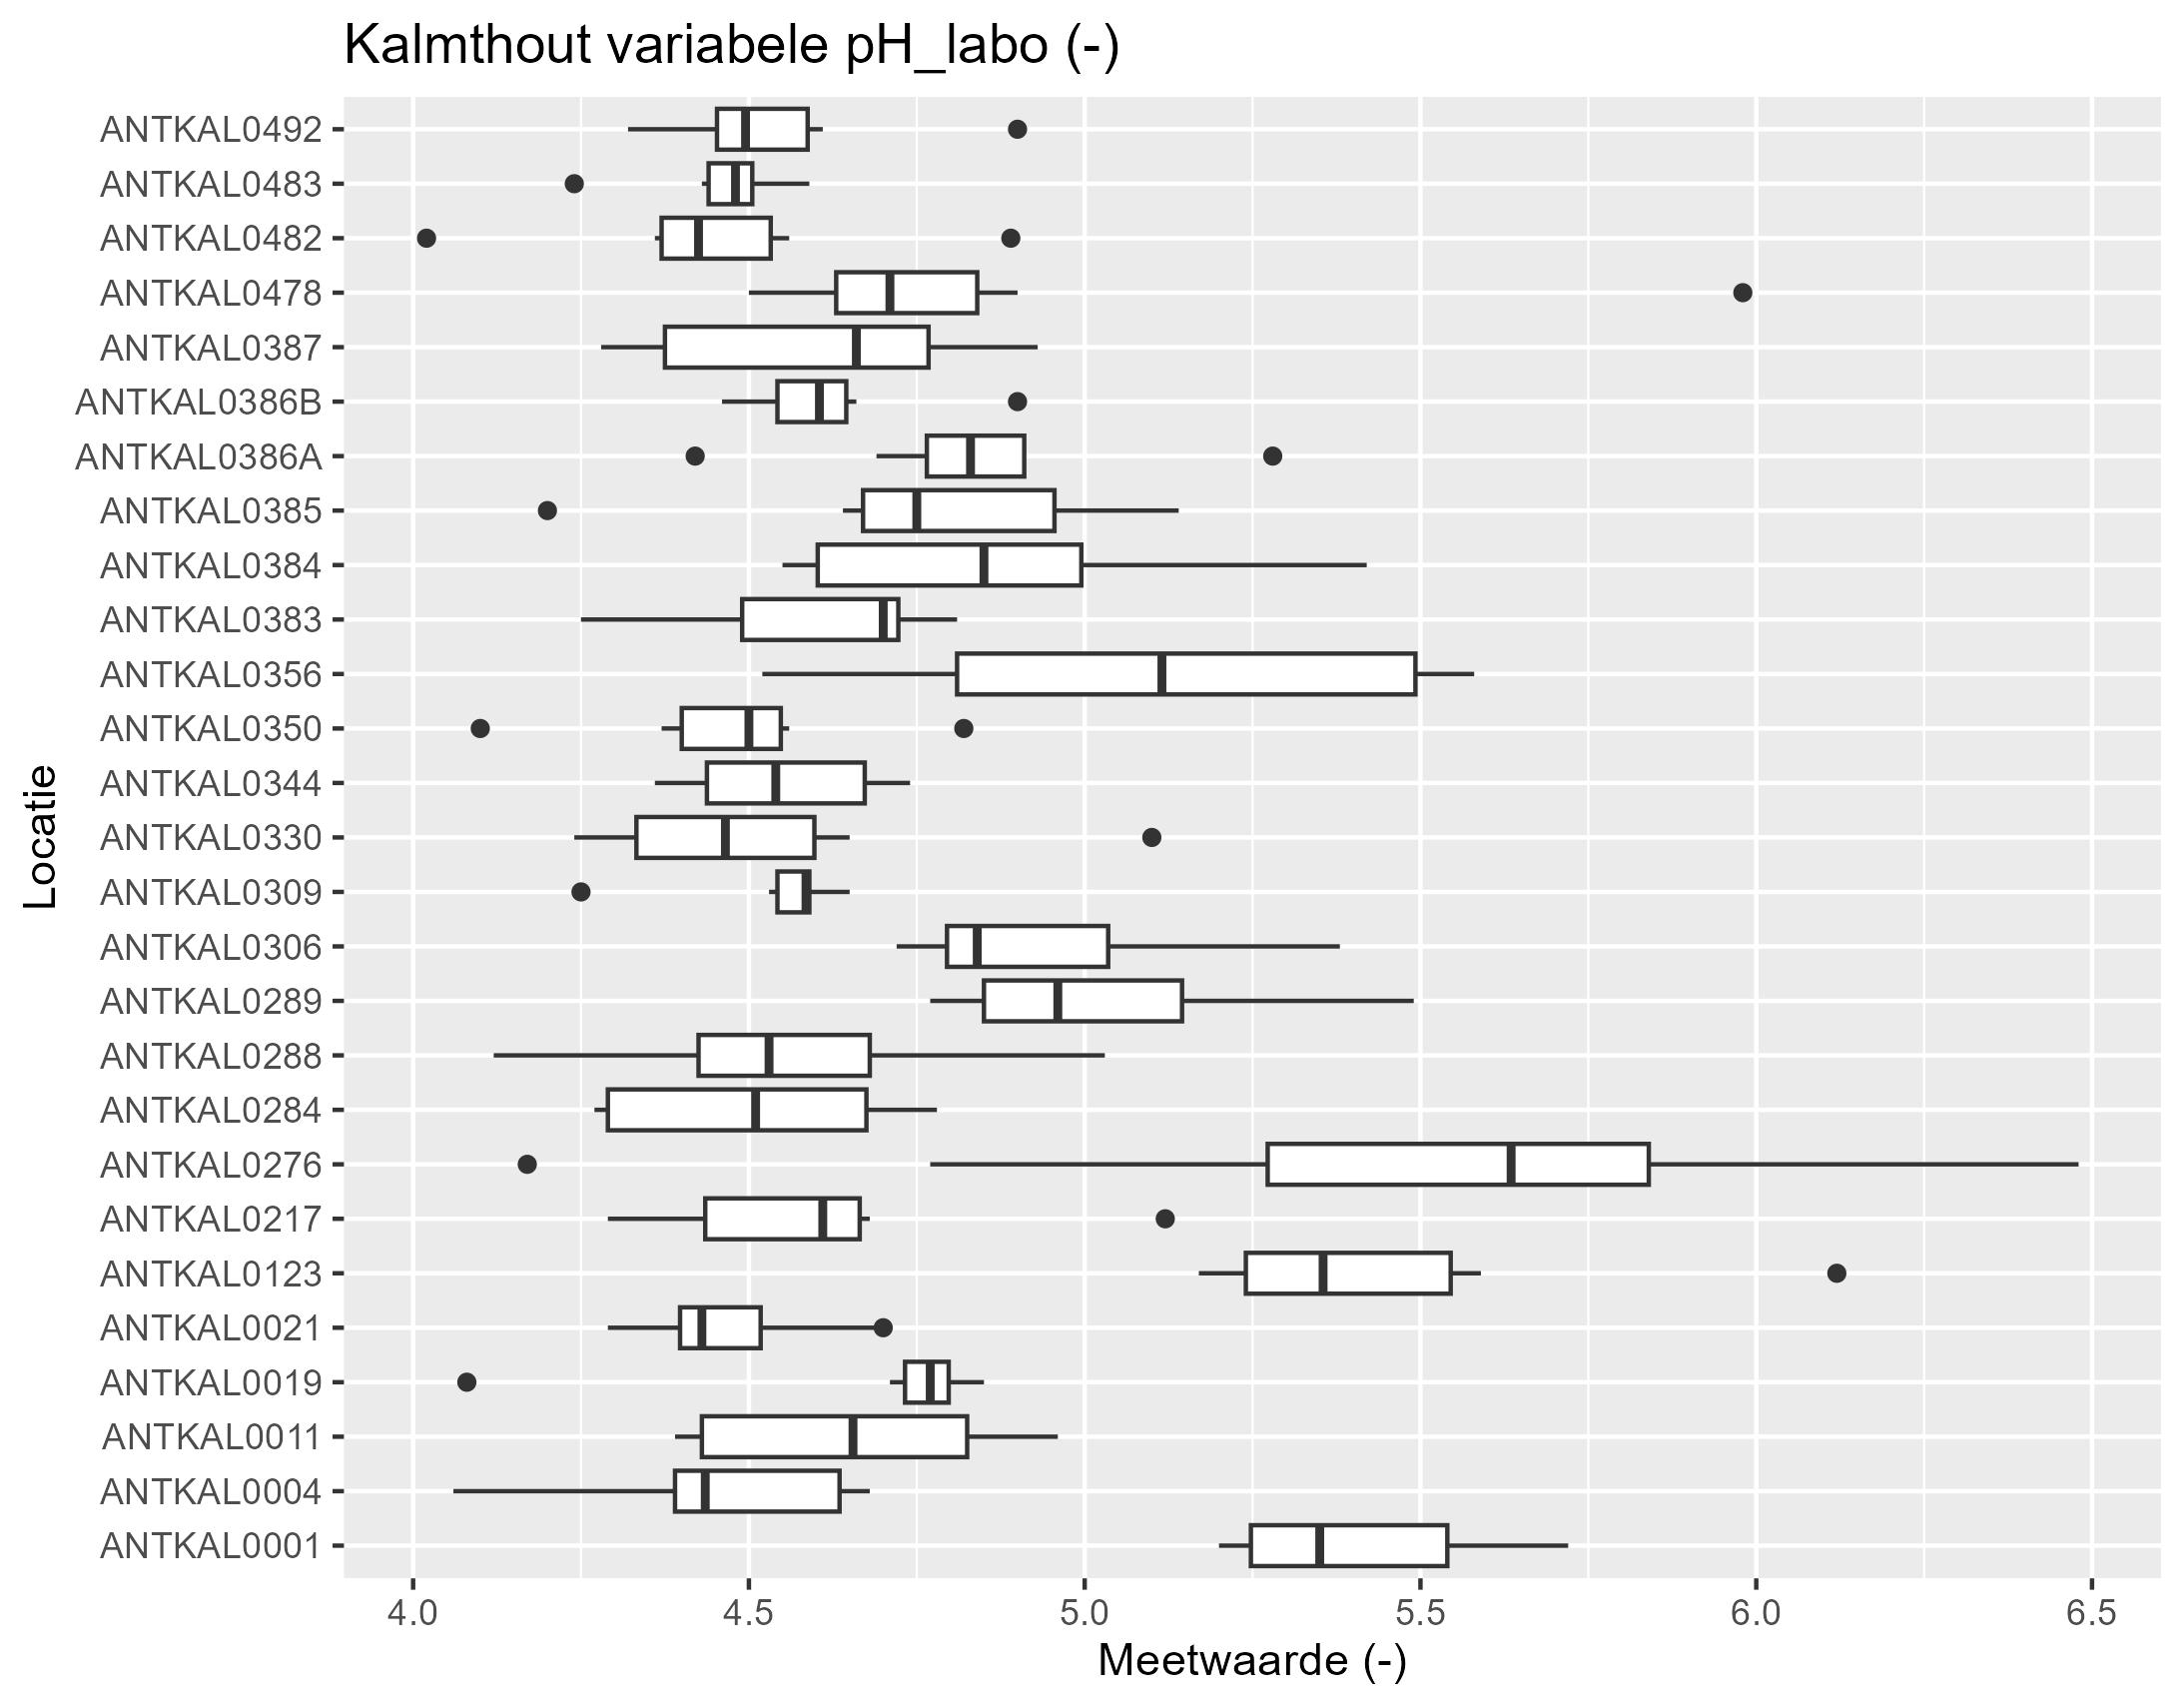 Kalmthout variabele pH_labo (-)
ANTKAL0492
ANTKAL0483
ANTKAL0482
ANTKAL0478
ANTKAL0387
ANTKAL0386B
ANTKAL0386A
ANTKAL0385
ANTKAL0384
ANTKAL0383
ANTKAL0356
ANTKAL0350
ANTKAL0344
ANTKAL0330
ANTKAL0309
ANTKAL0306
ANTKAL0289
ANTKAL0288
ANTKAL0284
ANTKAL0276
ANTKAL0217
ANTKAL0123
ANTKAL0021
ANTKAL0019
ANTKAL0011
ANTKAL0004
ANTKAL0001
Locatie
4.0 4.5 5.0 5.5 6.0 6.5
Meetwaarde (-)